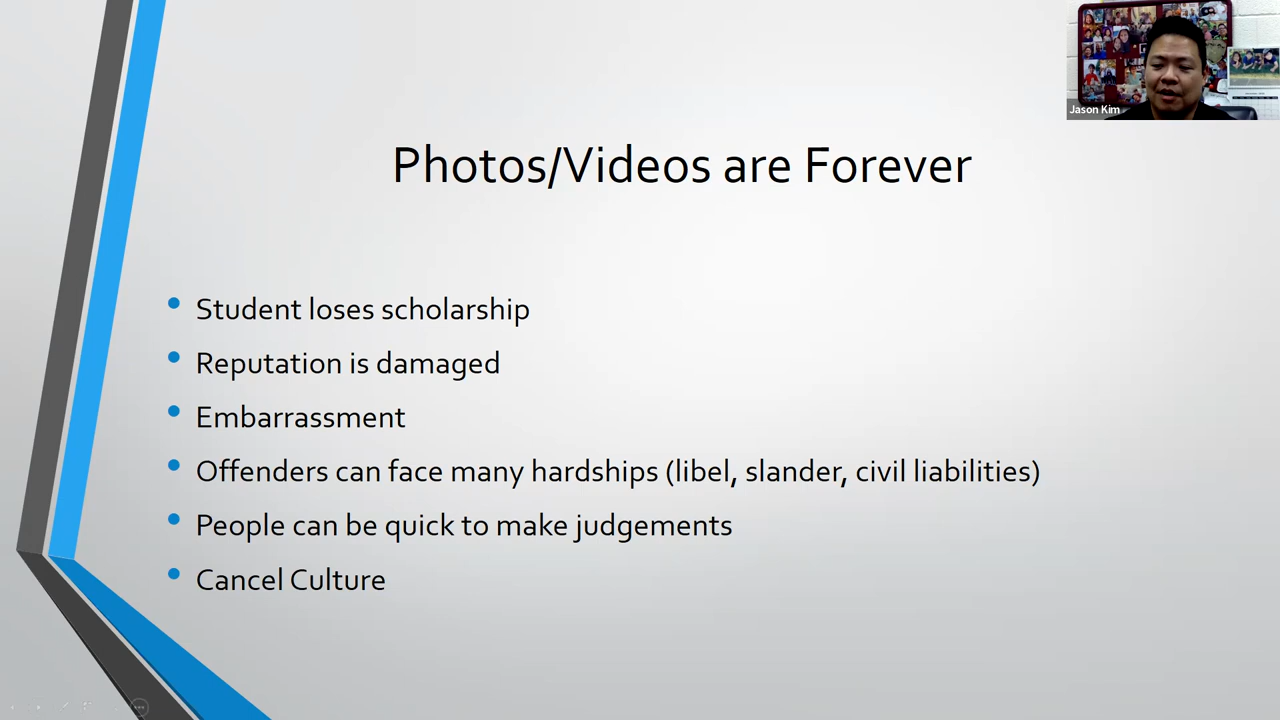 Jason Kim
Photos/Videos are Forever
Student loses scholarship
Reputation is damaged
Embarrassment
Offenders can face many hardships (libel, slander, civil liabilities)
People can be quick to make judgements
Cancel Culture